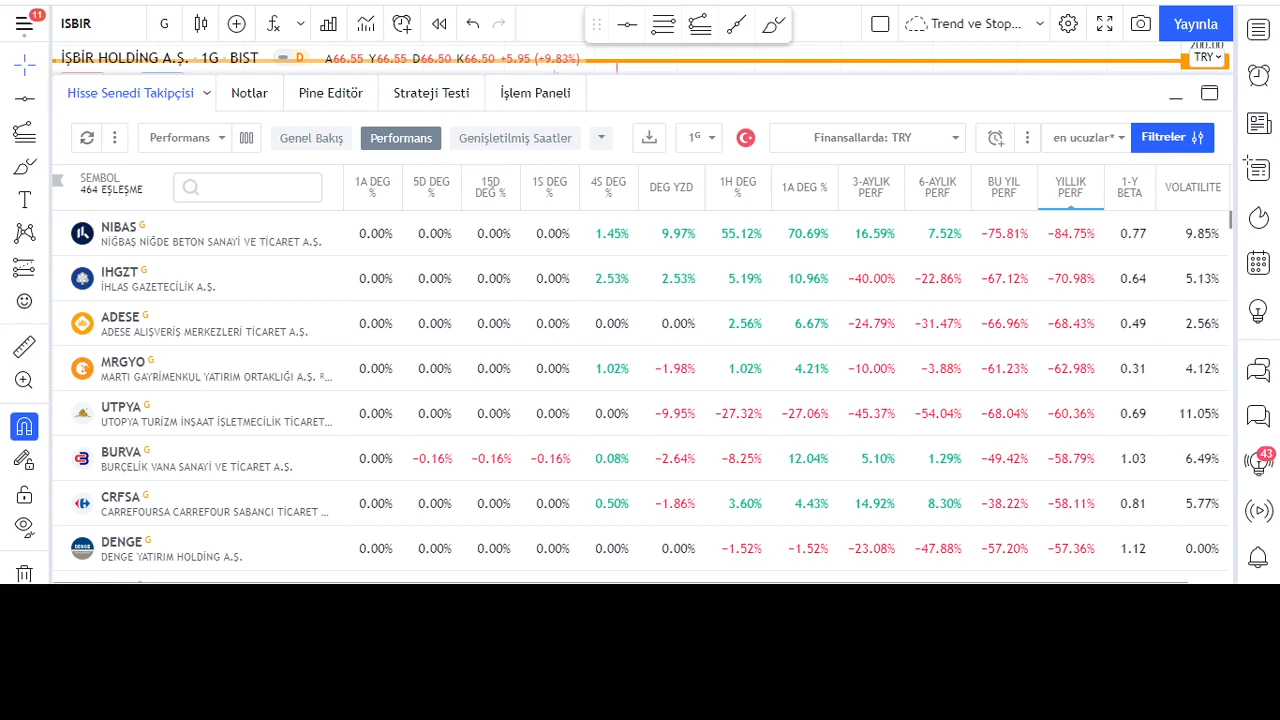 11
ISBIR
G
Trend ve Stop...
Yayınla
İŞBİR HOLDİNG A.Ş. · 1G · BIST
D
A66.55 Y66.55 D66.50 K66.50 +5.95 (+9.83%)
200.00
TRY
Hisse Senedi Takipçisi
Notlar
Pine Editör
Strateji Testi
İşlem Paneli
Performans
Genel Bakış
Performans
Genişletilmiş Saatler
1G
Finansallarda: TRY
en ucuzlar*
Filtreler
SEMBOL
464 EŞLEŞME
1A DEG %
5D DEG %
15D DEG %
1S DEG %
4S DEG %
DEG YZD
1H DEG %
1A DEG %
3-AYLIK PERF
6-AYLIK PERF
BU YIL PERF
YILLIK PERF
1-Y BETA
VOLATILITE
NIBAS G
NİĞBAŞ NİĞDE BETON SANAYİ VE TİCARET A.Ş.
0.00% 0.00% 0.00% 0.00% 1.45% 9.97% 55.12% 70.69% 16.59% 7.52% −75.81% −84.75% 0.77 9.85%
IHGZT G
İHLAS GAZETECİLİK A.Ş.
0.00% 0.00% 0.00% 0.00% 2.53% 2.53% 5.19% 10.96% −40.00% −22.86% −67.12% −70.98% 0.64 5.13%
ADESE G
ADESE ALIŞVERİŞ MERKEZLERİ TİCARET A.Ş.
0.00% 0.00% 0.00% 0.00% 0.00% 0.00% 2.56% 6.67% −24.79% −31.47% −66.96% −68.43% 0.49 2.56%
MRGYO G
MARTI GAYRİMENKUL YATIRIM ORTAKLIĞI A.Ş. R...
0.00% 0.00% 0.00% 0.00% 1.02% −1.98% 1.02% 4.21% −10.00% −3.88% −61.23% −62.98% 0.31 4.12%
UTPYA G
UTOPYA TURİZM İNŞAAT İŞLETMECİLİK TİCARET...
0.00% 0.00% 0.00% 0.00% 0.00% −9.95% −27.32% −27.06% −45.37% −54.04% −68.04% −60.36% 0.69 11.05%
BURVA G
BURÇELİK VANA SANAYİ VE TİCARET A.Ş.
0.00% −0.16% −0.16% −0.16% 0.08% −2.64% −8.25% 12.04% 5.10% 1.29% −49.42% −58.79% 1.03 6.49%
CRFSA G
CARREFOURSA CARREFOUR SABANCI TİCARET ...
0.00% 0.00% 0.00% 0.00% 0.50% −1.86% 3.60% 4.43% 14.92% 8.30% −38.22% −58.11% 0.81 5.77%
DENGE G
DENGE YATIRIM HOLDİNG A.Ş.
0.00% 0.00% 0.00% 0.00% 0.00% 0.00% −1.52% −1.52% −23.08% −47.88% −57.20% −57.36% 1.12 0.00%
43